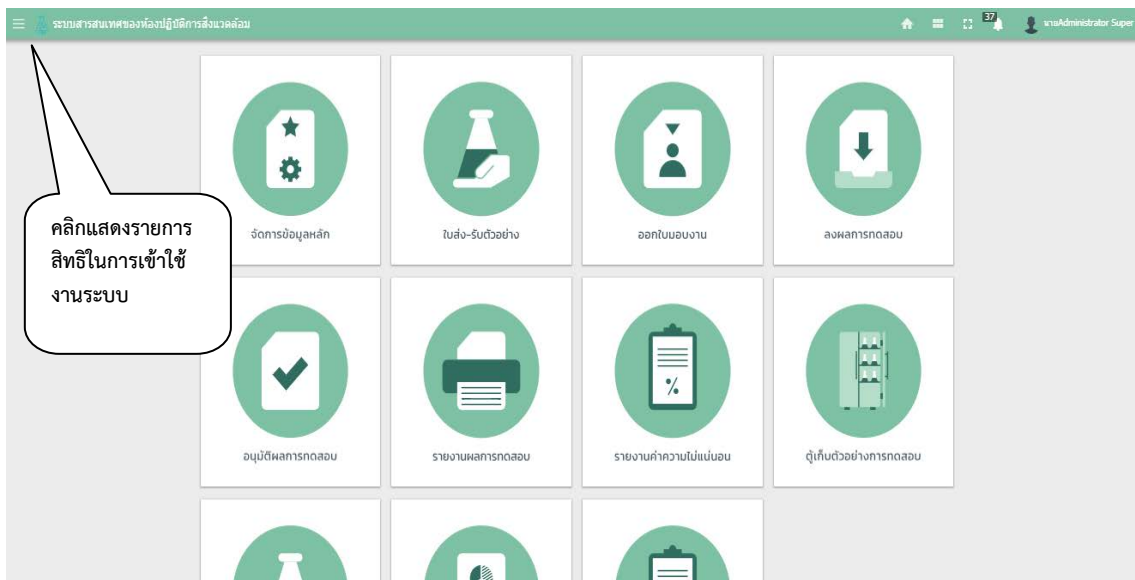 ระบบสารสนเทศของห้องปฏิบัติการสิ่งแวดล้อม
37
นายAdministrator Super
คลิกแสดงรายการ
สิทธิในการเข้าใช้
งานระบบ
จัดการข้อมูลหลัก
ใบส่ง-รับตัวอย่าง
ออกใบมอบงาน
ลงผลการทดสอบ
อนุมัติผลการทดสอบ
รายงานผลการทดสอบ
%
รายงานค่าความไม่แน่นอน
ตู้เก็บตัวอย่างการทดสอบ